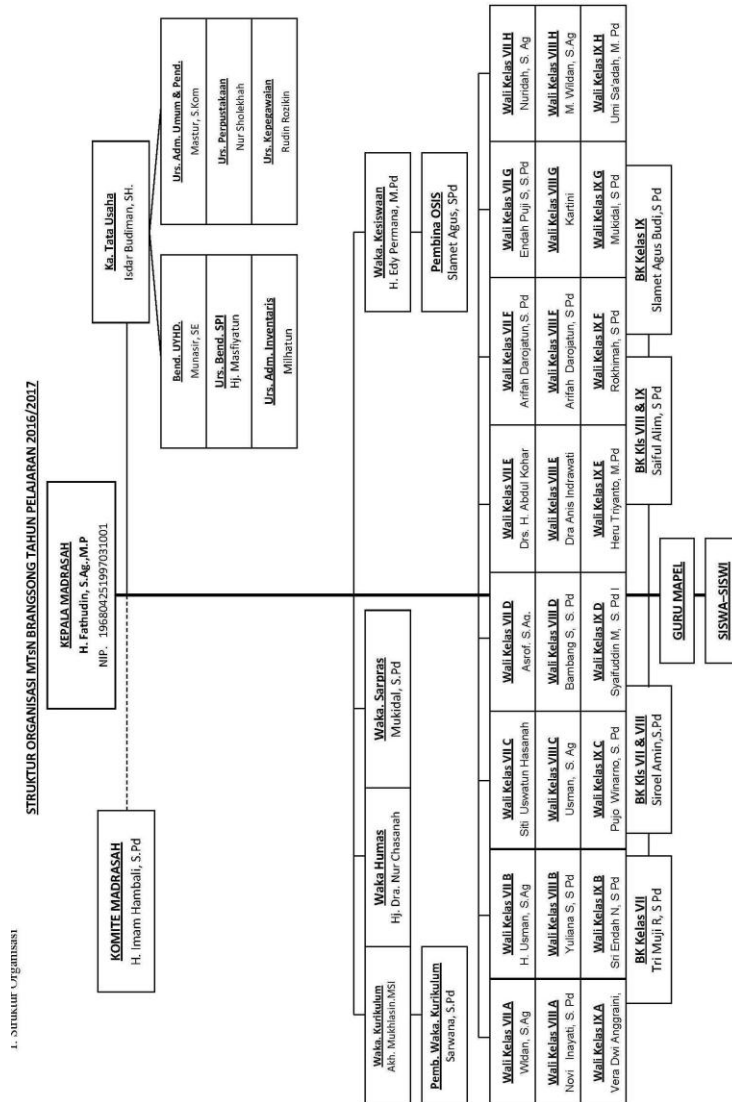 1. Struktur Organisasi
STRUKTUR ORGANISASI MTsN BRANGSONG TAHUN PELAJARAN 2016/2017
KEPALA MADRASAH
H. Fathudin, S.Ag.,M.P
NIP. 196804251997031001
KOMITE MADRASAH
H. Imam Hambali, S.Pd
Ka. Tata Usaha
Isdar Budiman, SH.
Bend. UYHD.
Munasir, SE
Urs. Bend. SPI
Hj. Masfiyatun
Urs. Adm. Inventaris
Milhatun
Urs. Adm. Umum & Pend.
Mastur, S.Kom
Urs. Perpustakaan
Nur Sholekhah
Urs. Kepegawaian
Rudin Rozikin
Waka. Kurikulum
Akh. Mukhlasin.MSI
Waka Humas
Hj. Dra. Nur Chasanah
Waka. Sarpras
Mukidal, S.Pd
Waka. Kesiswaan
H. Edy Permana, M.Pd
Pemb. Waka. Kurikulum
Sarwana, S.Pd
Pembina OSIS
Slamet Agus, SPd
Wali Kelas VII A
Widan, S.Ag
Wali Kelas VII B
H. Usman, S.Ag
Wali Kelas VII C
Siti Uswatun Hasanah
Wali Kelas VII D
Asrof. S.Ag.
Wali Kelas VII E
Drs. H. Abdul Kohar
Wali Kelas VII F
Arifah Darojatun, S. Pd
Wali Kelas VII G
Endah Puji S, S.Pd
Wali Kelas VII H
Nuridah, S. Ag
Wali Kelas VIII A
Novi Inayati, S. Pd
Wali Kelas VIII B
Yuliana S, S Pd
Wali Kelas VIII C
Usman, S. Ag
Wali Kelas VIII D
Bambang S, S. Pd
Wali Kelas VIII E
Dra Anis Indrawati
Wali Kelas VIII F
Arifah Darojatun, S Pd
Wali Kelas VIII G
Kartini
Wali Kelas VIII H
M. Wildan, S.Ag
Wali Kelas IX A
Vera Dwi Anggraini,
Wali Kelas IX B
Sri Endah N, S Pd
Wali Kelas IX C
Pujo Winarno, S. Pd
Wali Kelas IX D
Syaifuddin M, S. Pd I
Wali Kelas IX E
Heru Triyanto, M.Pd
Wali Kelas IX F
Rokhimah, S Pd
Wali Kelas IX G
Mukidal, S Pd
Wali Kelas IX H
Umi Sa'adah, M. Pd
BK Kelas VII
Tri Muji R, S Pd
BK Kls VII & VIII
Siroel Amin,S.Pd
BK Kls VIII & IX
Saiful Alim, S Pd
BK Kelas IX
Slamet Agus Budi,S Pd
GURU MAPEL
SISWA–SISWI